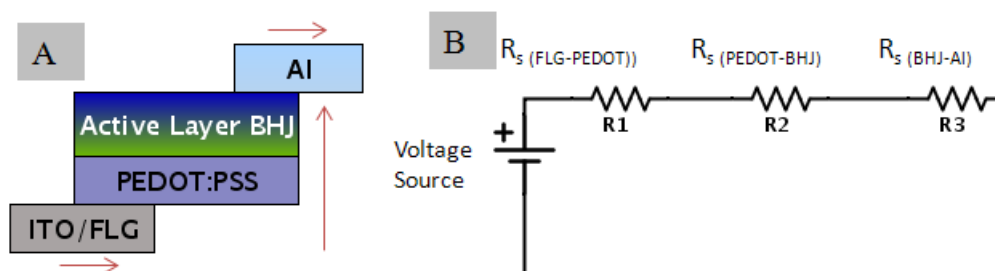 A
Al
Active Layer BHJ
PEDOT:PSS
ITO/FLG
B
Rs (FLG-PEDOT))
Rs (PEDOT-BHJ)
Rs (BHJ-Al)
R1
R2
R3
+
Voltage
Source